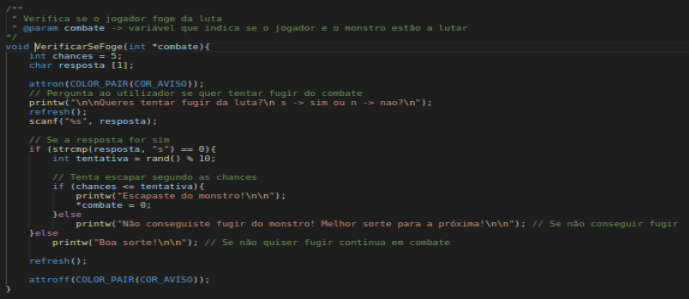 /**
 * Verifica se o jogador foge da luta
 * @param combate -> variável que indica se o jogador e o monstro estão a lutar
*/
void VerificarSeFoge(int *combate){
    int chances = 5;
    char resposta [1];

    attron(COLOR_PAIR(COR_AVISO));
    // Pergunta ao utilizador se quer tentar fugir do combate
    printw("\n\nQueres tentar fugir da luta?\n s -> sim ou n -> nao?\n");
    refresh();
    scanf("%s", resposta);

    // Se a resposta for sim
    if (strcmp(resposta, "s") == 0){
        int tentativa = rand() % 10;

        // Tenta escapar segundo as chances
        if (chances <= tentativa){
            printw("Escapaste do monstro!\n\n");
            *combate = 0;
        }else
            printw("Não conseguiste fugir do monstro! Melhor sorte para a próxima!\n\n"); // Se não conseguir fugir
    }else
        printw("Boa sorte!\n\n"); // Se não quiser fugir continua em combate

    refresh();

    attroff(COLOR_PAIR(COR_AVISO));
}